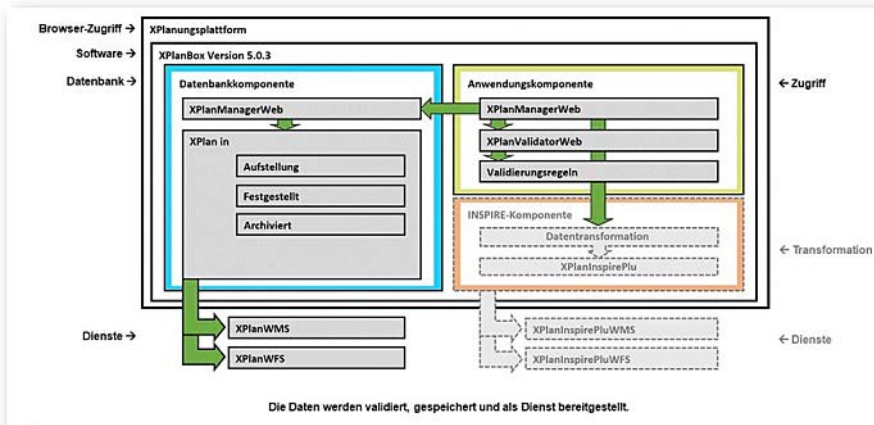 Browser-Zugriff →
XPlanungsplattform
Software →
XPlanBox Version 5.0.3
Datenbank →
Datenbankkomponente
XPlanManagerWeb
XPlan in
Aufstellung
Festgestellt
Archiviert
Anwendungskomponente
← Zugriff
XPlanManagerWeb
XPlanValidatorWeb
Validierungsregeln
INSPIRE-Komponente
Datentransformation
← Transformation
XPlanInspirePlu
Dienste →
XPlanWMS
XPlanWFS
XPlanInspirePluWMS
XPlanInspirePluWFS
← Dienste
Die Daten werden validiert, gespeichert und als Dienst bereitgestellt.